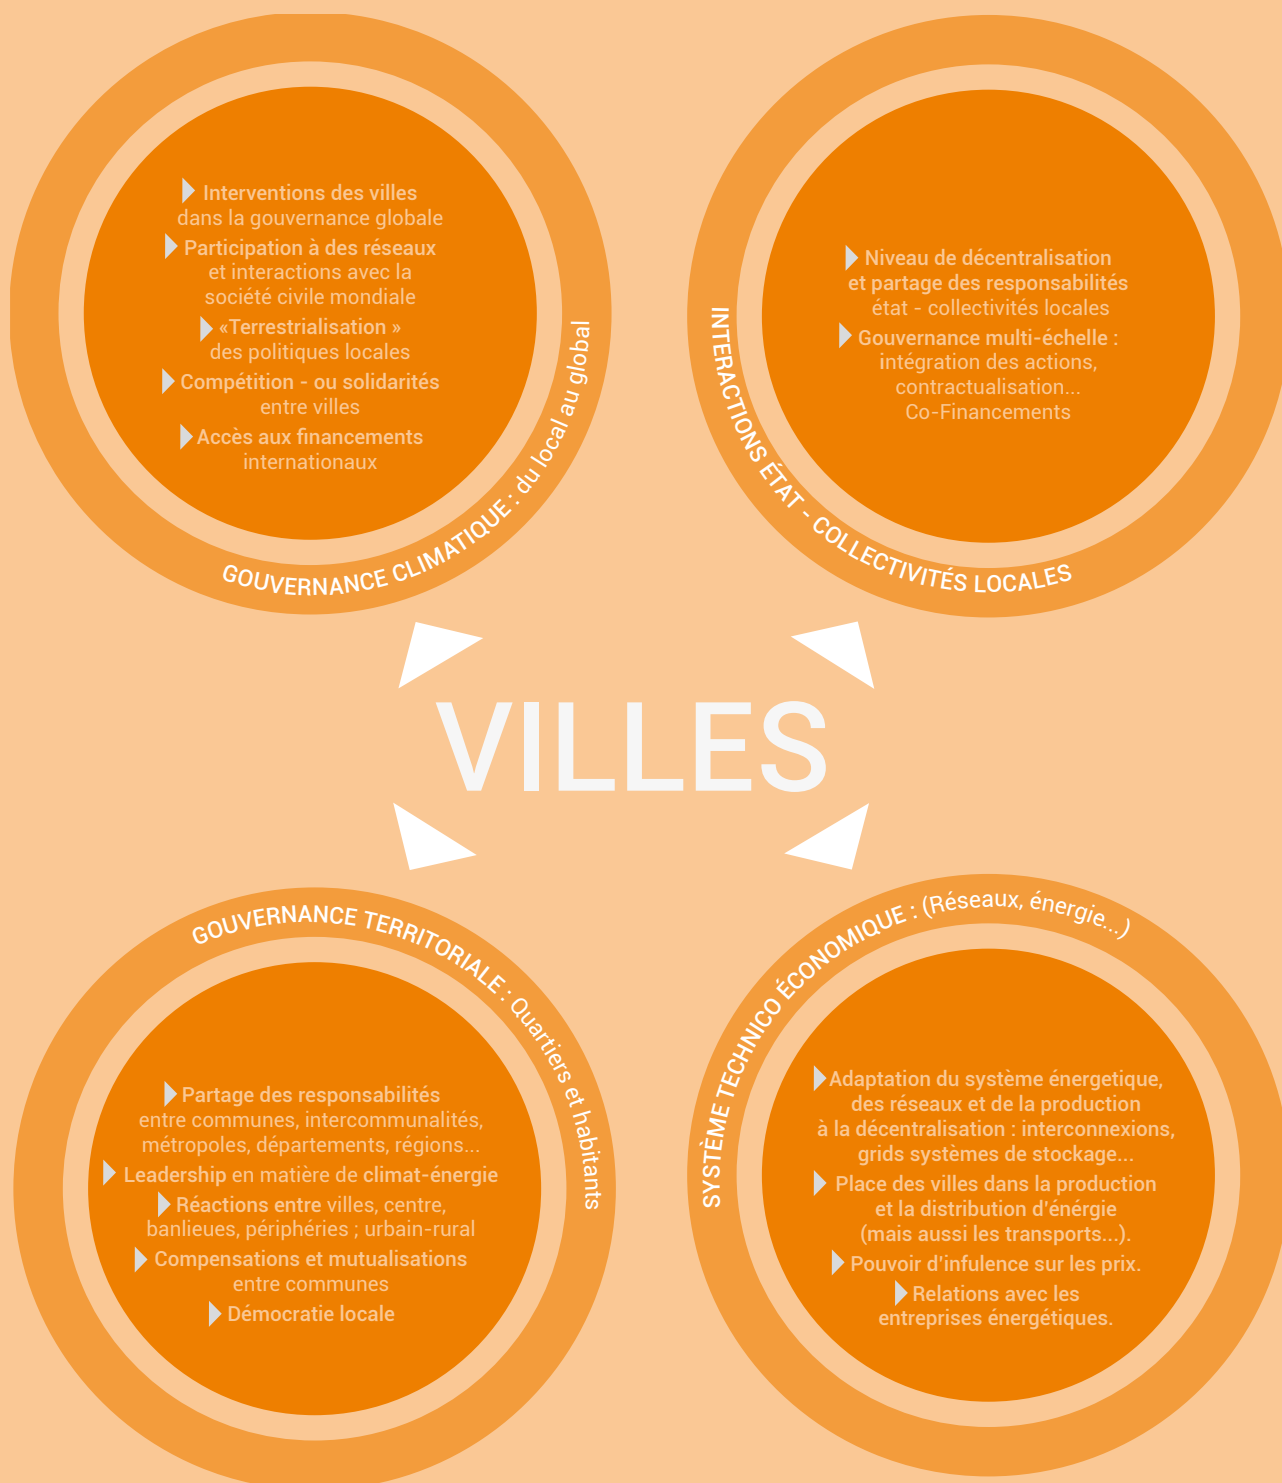 Interventions des villes
dans la gouvernance globale
Participation à des réseaux
et interactions avec la
société civile mondiale
«Terrestrialisation »
des politiques locales
Compétition - ou solidarités
entre villes
Accès aux financements
internationaux
GOUVERNANCE CLIMATIQUE : du local au global
Niveau de décentralisation
et partage des responsabilités
état - collectivités locales
Gouvernance multi-échelle :
intégration des actions,
contractualisation...
Co-Financements
INTERACTIONS ÉTAT - COLLECTIVITÉS LOCALES
VILLES
GOUVERNANCE TERRITORIALE : Quartiers et habitants
Partage des responsabilités
entre communes, intercommunalités,
métropoles, départements, régions...
Leadership en matière de climat-énergie
Réactions entre villes, centre,
banlieues, périphéries ; urbain-rural
Compensations et mutualisations
entre communes
Démocratie locale
SYSTÈME TECHNICO ÉCONOMIQUE : (Réseaux, énergie...)
Adaptation du système énergetique,
des réseaux et de la production
à la décentralisation : interconnexions,
grids systèmes de stockage...
Place des villes dans la production
et la distribution d'énérgie
(mais aussi les transports...).
Pouvoir d'infulence sur les prix.
Relations avec les
entreprises énergétiques.